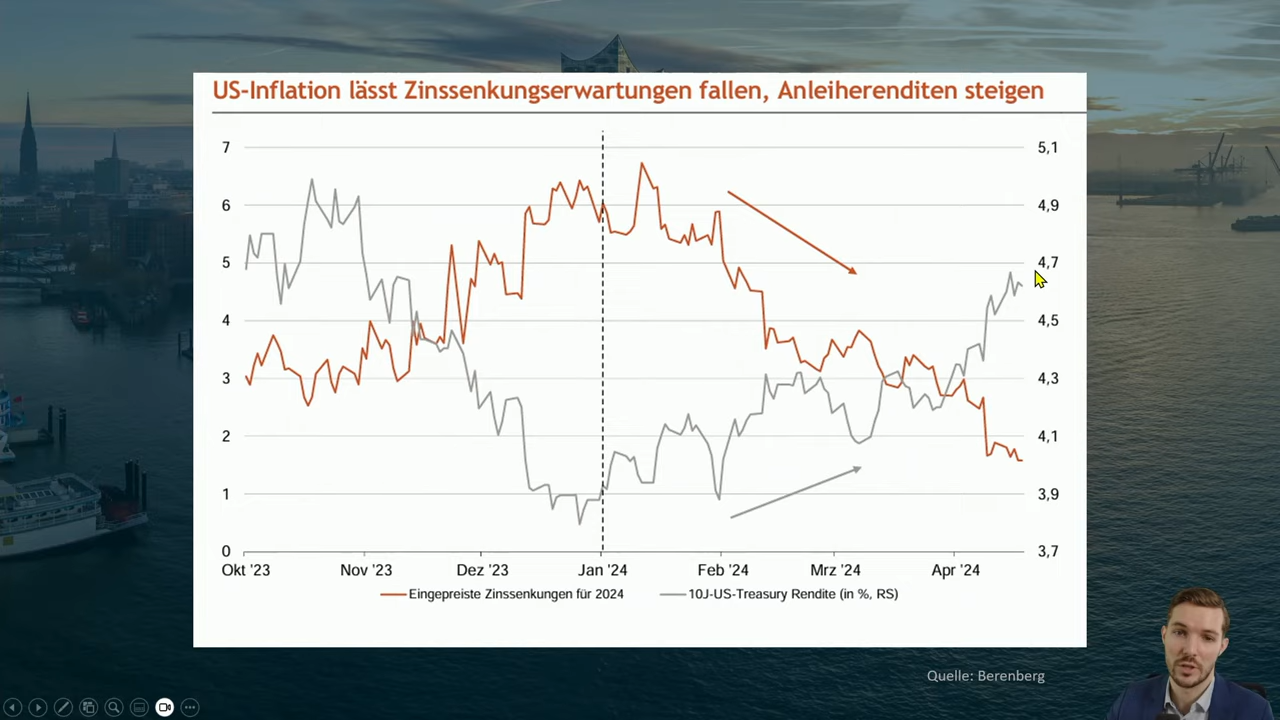 US-Inflation lässt Zinssenkungserwartungen fallen, Anleiherenditen steigen
7 5,1
6 4,9
5 4,7
4 4,5
3 4,3
2 4,1
1 3,9
0 3,7
Okt '23 Nov '23 Dez '23 Jan '24 Feb '24 Mrz '24 Apr '24
Eingepreiste Zinssenkungen für 2024 10J-US-Treasury Rendite (in %, RS)
Quelle: Berenberg